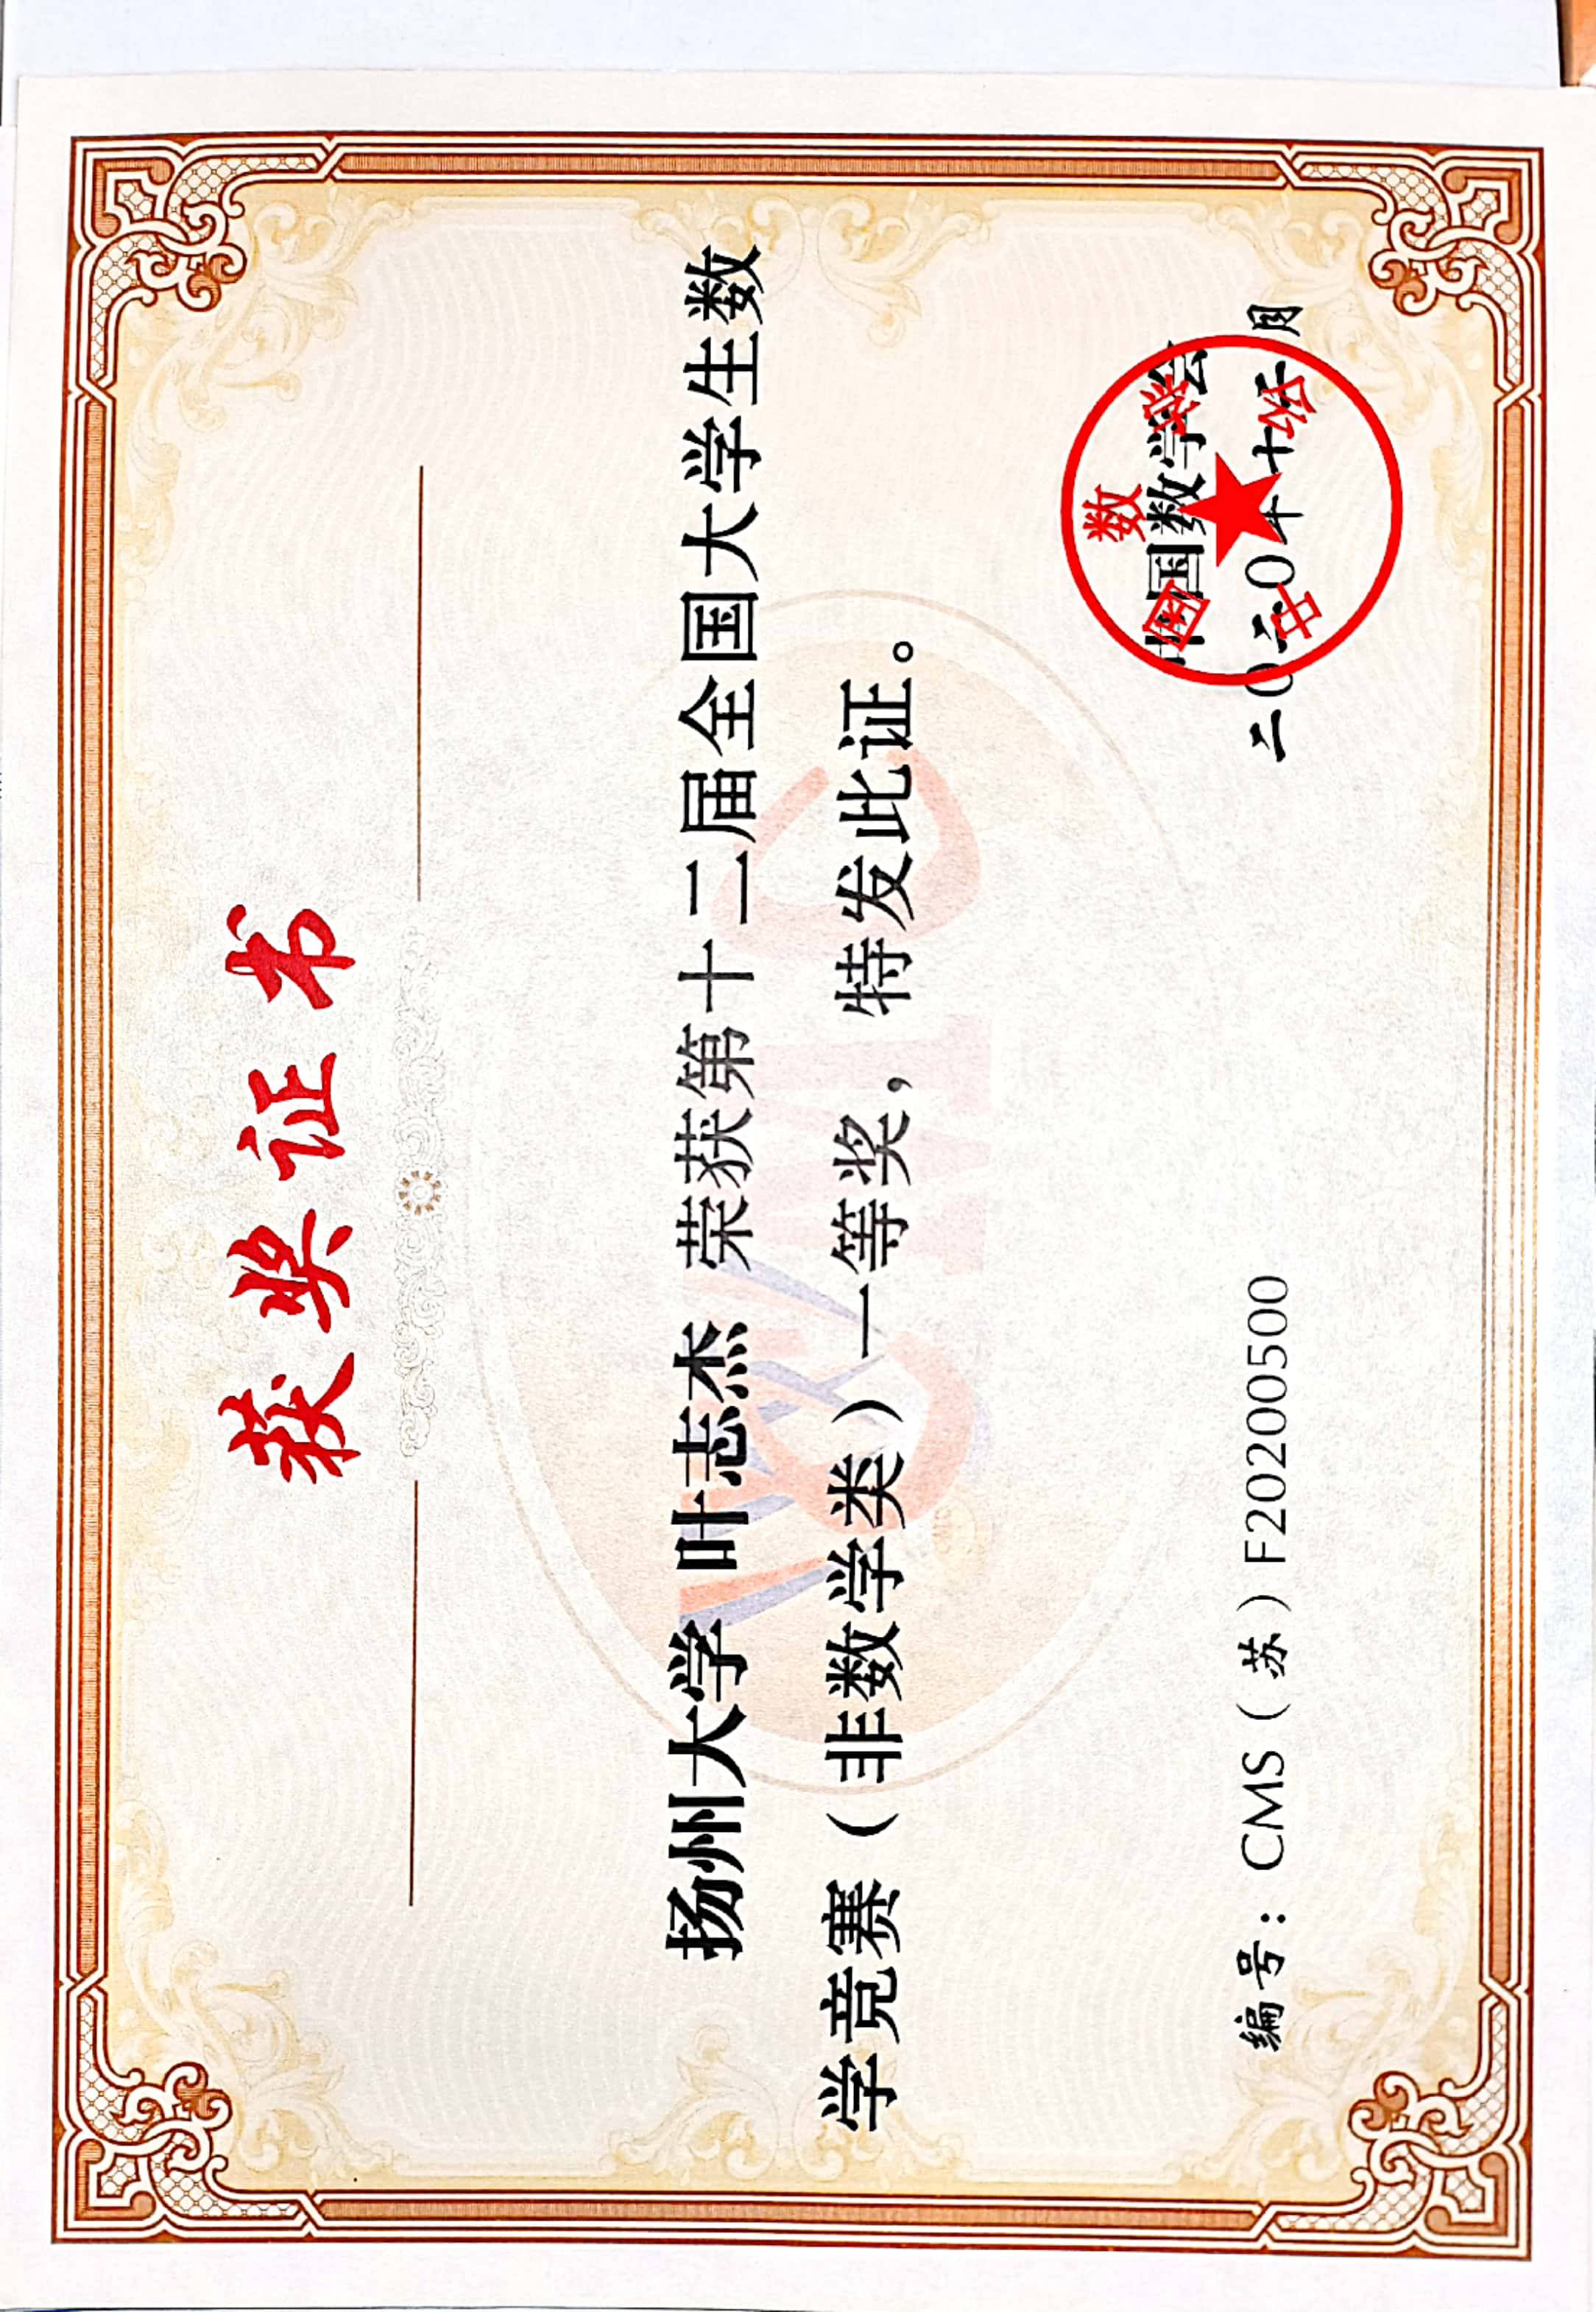 获奖证书
扬州大学 叶志杰 荣获第十二届全国大学生数
学竞赛（非数学类）一等奖，特发此证。
CMC
中国数学会
中国数学会
编号：CMS（苏）F20200500
二〇二〇年十二月